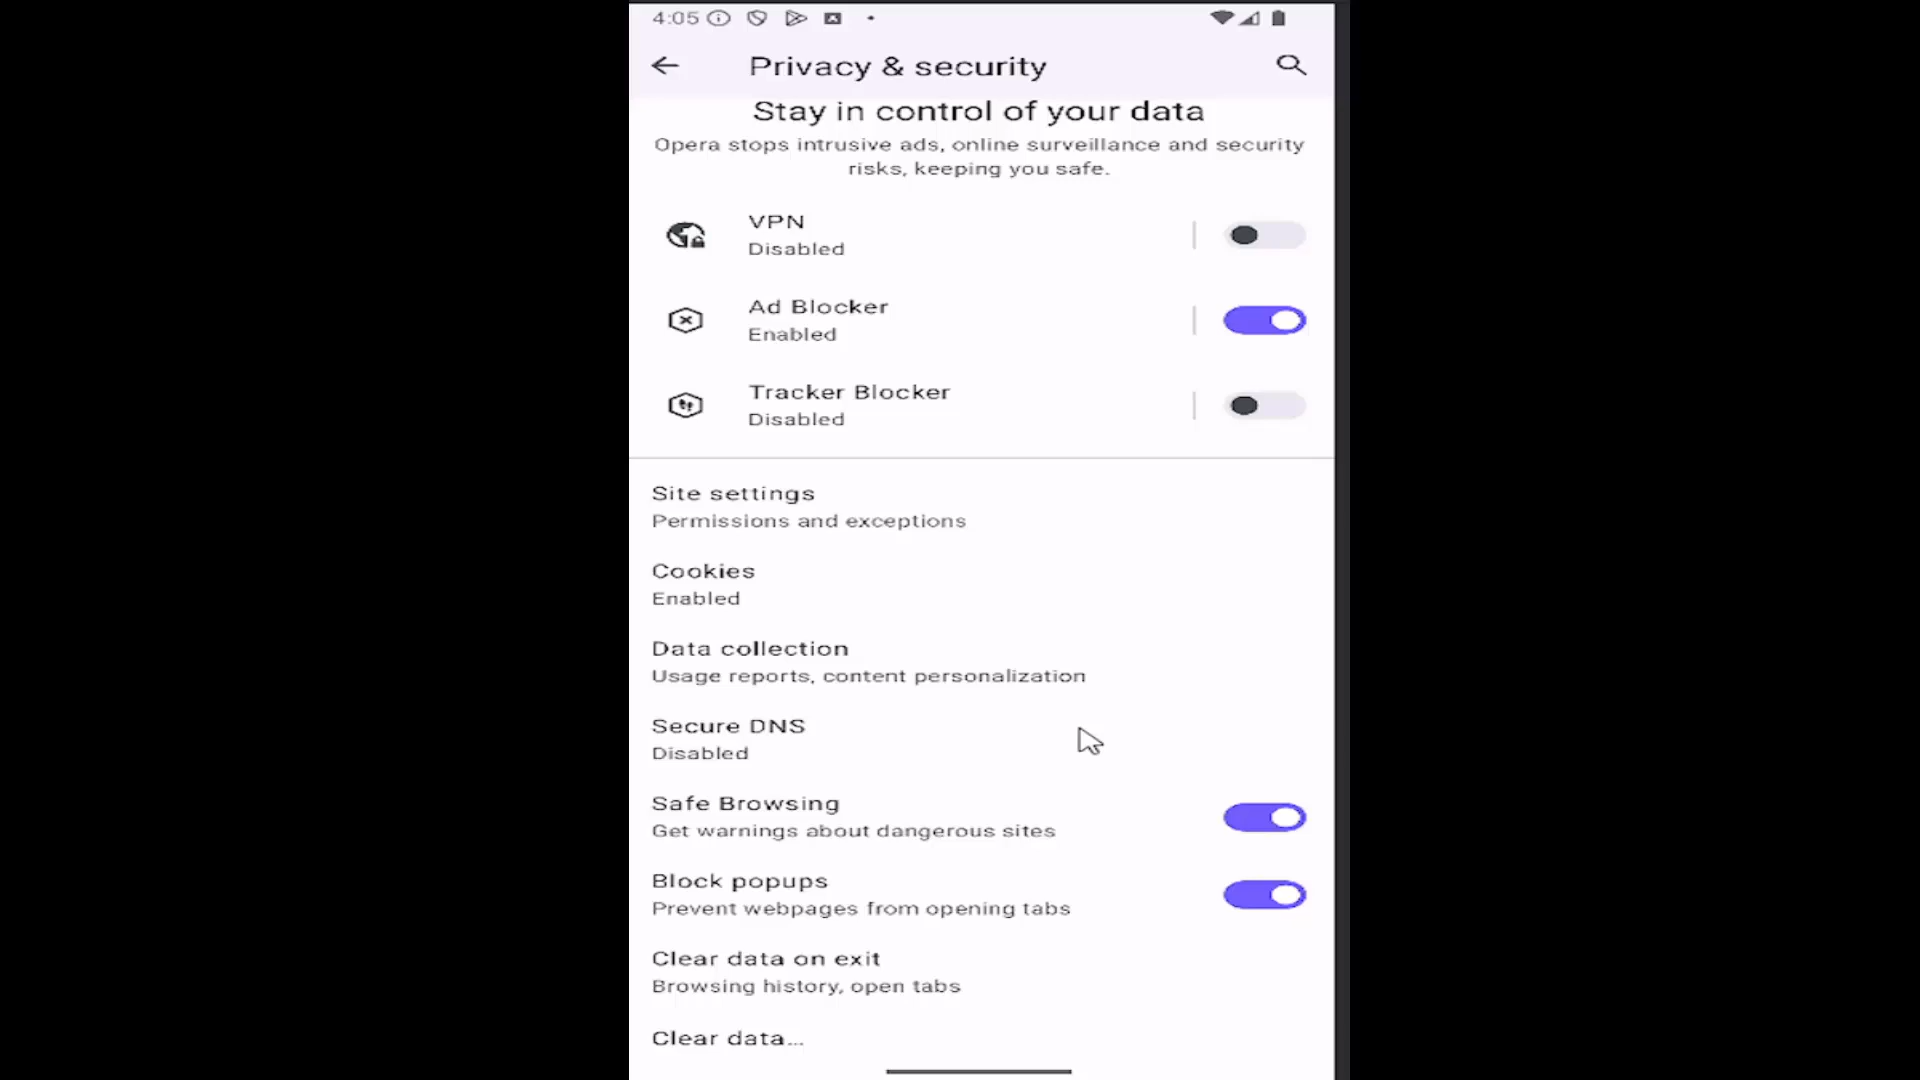 4:05
Privacy & security
Stay in control of your data
Opera stops intrusive ads, online surveillance and security
risks, keeping you safe.
VPN
Disabled
Ad Blocker
Enabled
Tracker Blocker
Disabled
Site settings
Permissions and exceptions
Cookies
Enabled
Data collection
Usage reports, content personalization
Secure DNS
Disabled
Safe Browsing
Get warnings about dangerous sites
Block popups
Prevent webpages from opening tabs
Clear data on exit
Browsing history, open tabs
Clear data...